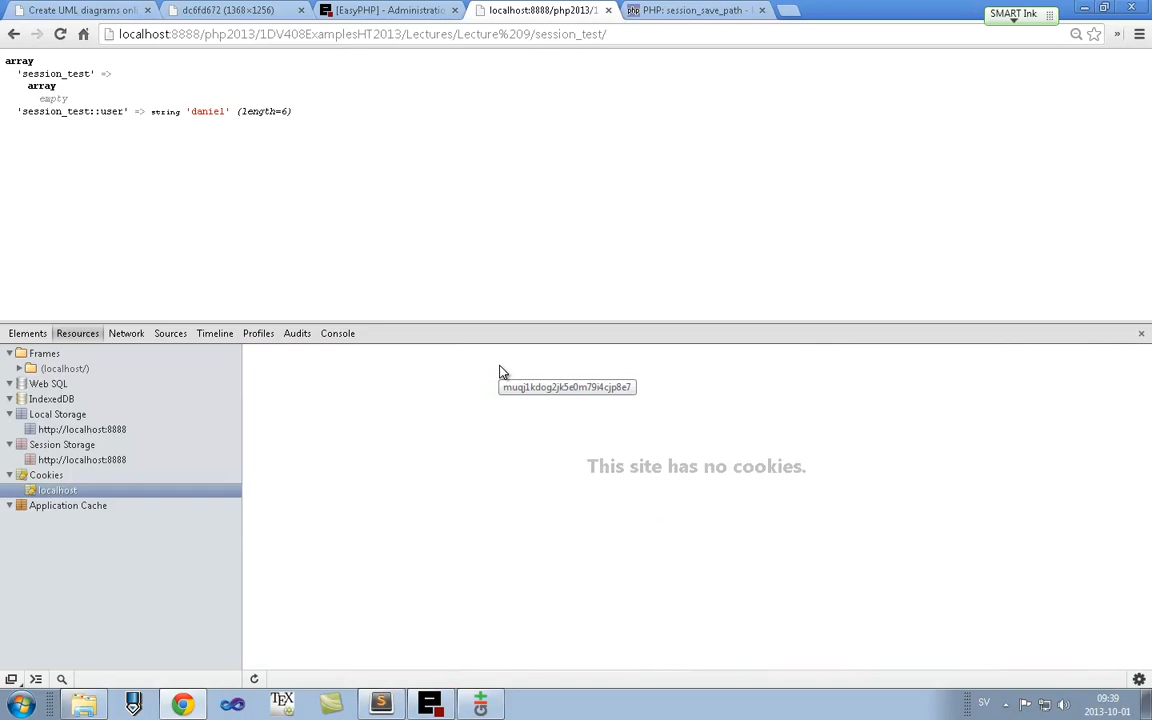 Create UML diagrams onl
dc6fd672 (1368×1256)
[EasyPHP] - Administratio
localhost:8888/php2013/1
PHP: session_save_path -
SMART Ink
localhost:8888/php2013/1DV408ExamplesHT2013/Lectures/Lecture%209/session_test/
array
'session_test' =>
array
empty
'session_test::user' => string 'daniel' (length=6)
Elements Resources Network Sources Timeline Profiles Audits Console
Frames
(localhost/)
Web SQL
IndexedDB
Local Storage
http://localhost:8888
Session Storage
http://localhost:8888
Cookies
localhost
Application Cache
muqj1kdog2jk5e0m79i4cjp8e7
This site has no cookies.
SV
09:39
2013-10-01